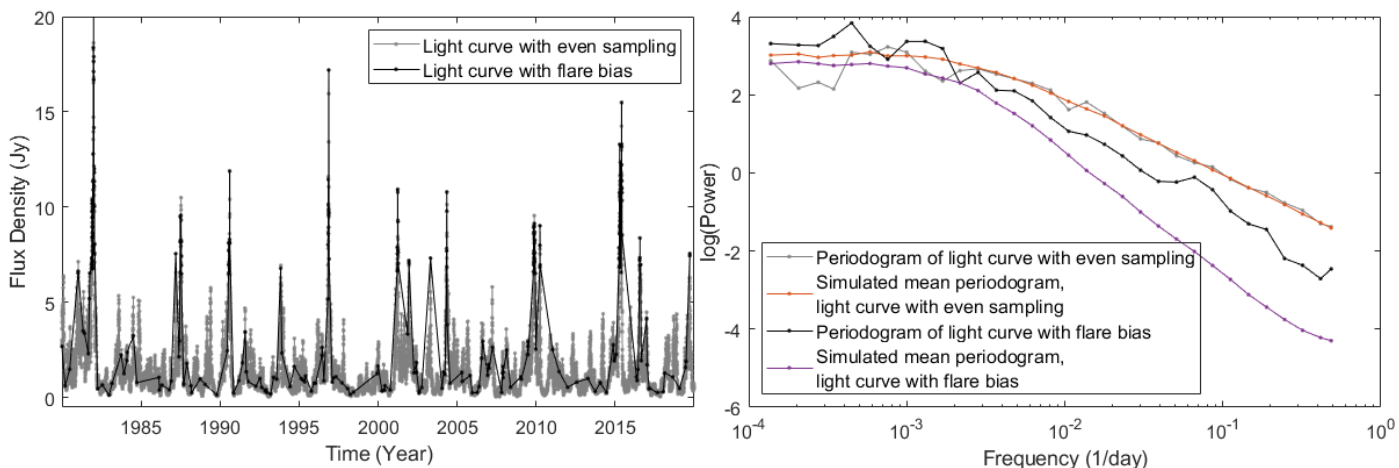 20
15
10
5
0
Flux Density (Jy)
Light curve with even sampling
Light curve with flare bias
1985 1990 1995 2000 2005 2010 2015
Time (Year)
4
2
0
-2
-4
-6
log(Power)
Periodogram of light curve with even sampling
Simulated mean periodogram,
light curve with even sampling
Periodogram of light curve with flare bias
Simulated mean periodogram,
light curve with flare bias
10⁻⁴ 10⁻³ 10⁻² 10⁻¹ 10⁰
Frequency (1/day)